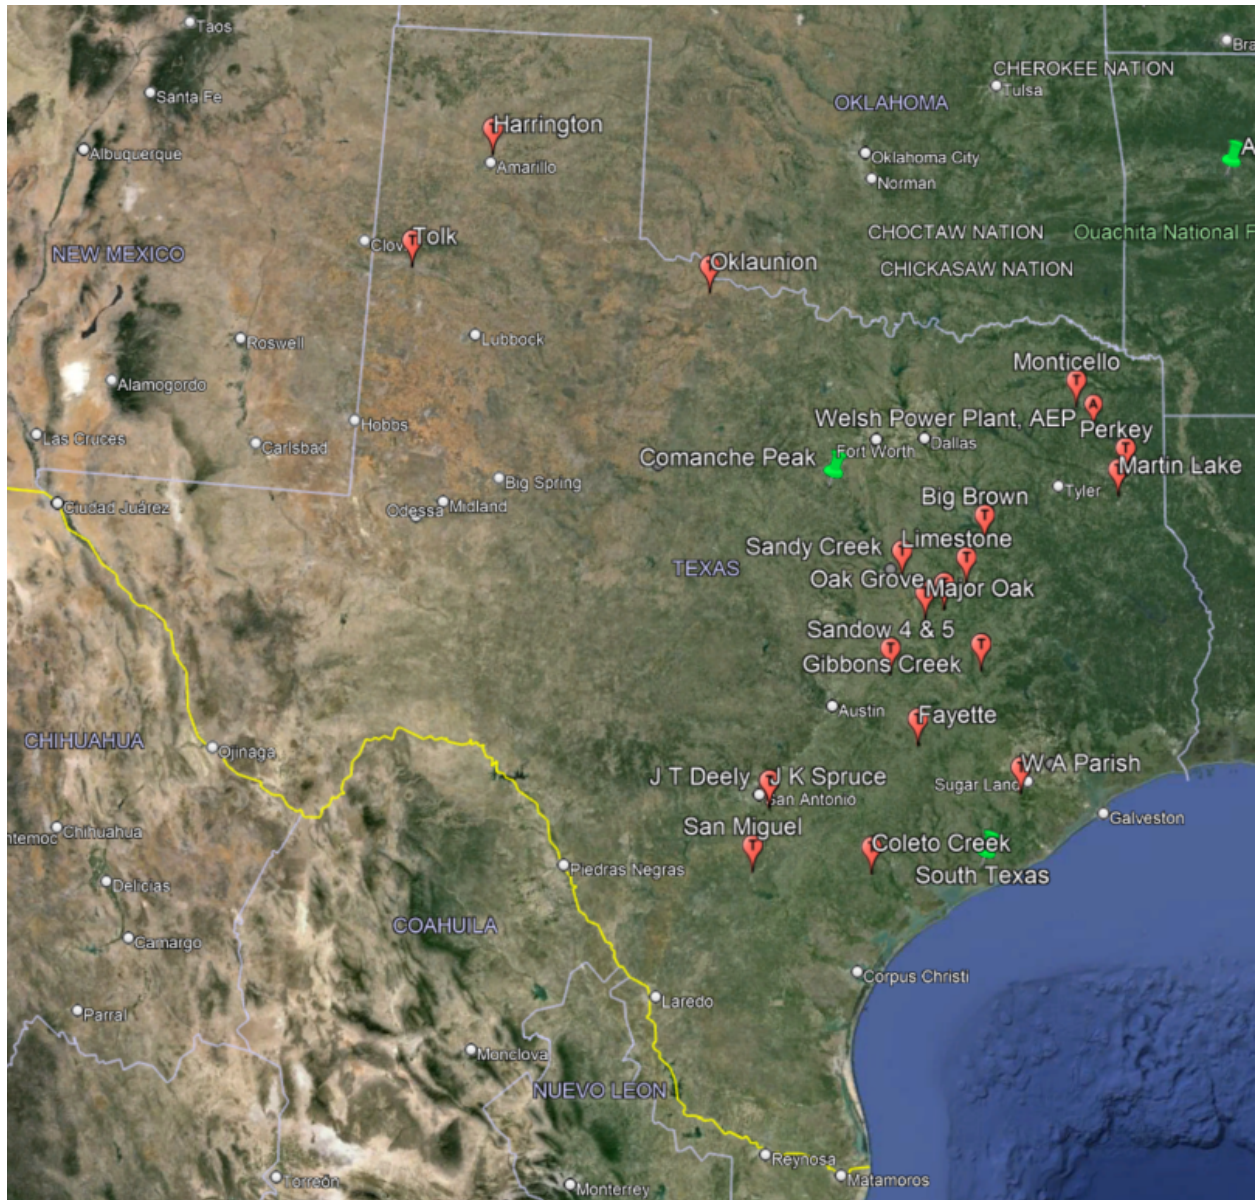 Taos
Bra
CHEROKEE NATION
Tulsa
Santa Fe
OKLAHOMA
Harrington
Albuquerque
Amarillo
Oklahoma City
A
Norman
Tolk
Clov
NEW MEXICO
CHOCTAW NATION
Ouachita National F
Oklaunion
CHICKASAW NATION
Roswell
Lubbock
Monticello
Alamogordo
Hobbs
Welsh Power Plant, AEP
Perkey
Las Cruces
Carlsbad
Fort Worth
Dallas
Comanche Peak
Martin Lake
Big Spring
Tyler
Ciudad Juárez
Odessa
Midland
Big Brown
Sandy Creek
Limestone
TEXAS
Oak Grove
Major Oak
Sandow 4 & 5
Gibbons Creek
Austin
Fayette
CHIHUAHUA
Ojinaga
W A Parish
J T Deely
J K Spruce
Sugar Land
San Antonio
Galveston
San Miguel
Chihuahua
ntemoc
Coleto Creek
Piedras Negras
South Texas
Delicias
COAHUILA
Camargo
Corpus Christi
Laredo
Parral
Monclova
NUEVO LEON
Reynosa
Torreón
Matamoros
Monterrey